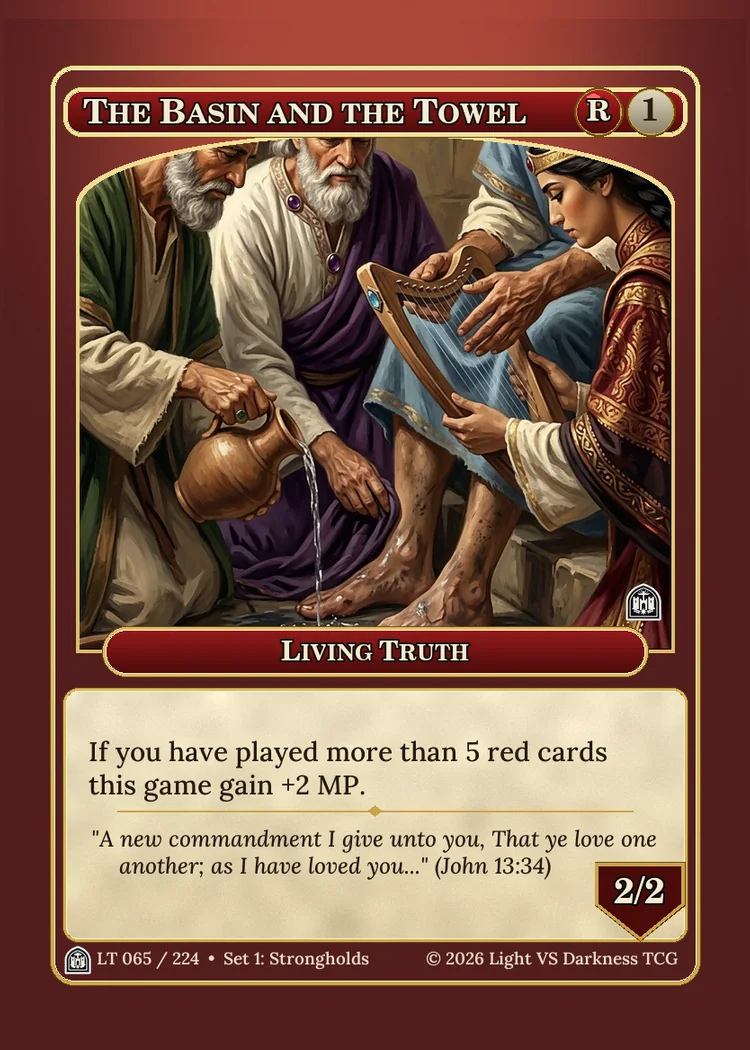 The Basin and the Towel R 1
Living Truth
If you have played more than 5 red cards
this game gain +2 MP.
"A new commandment I give unto you, That ye love one
another; as I have loved you..." (John 13:34)
2/2
LT 065 / 224 • Set 1: Strongholds © 2026 Light VS Darkness TCG